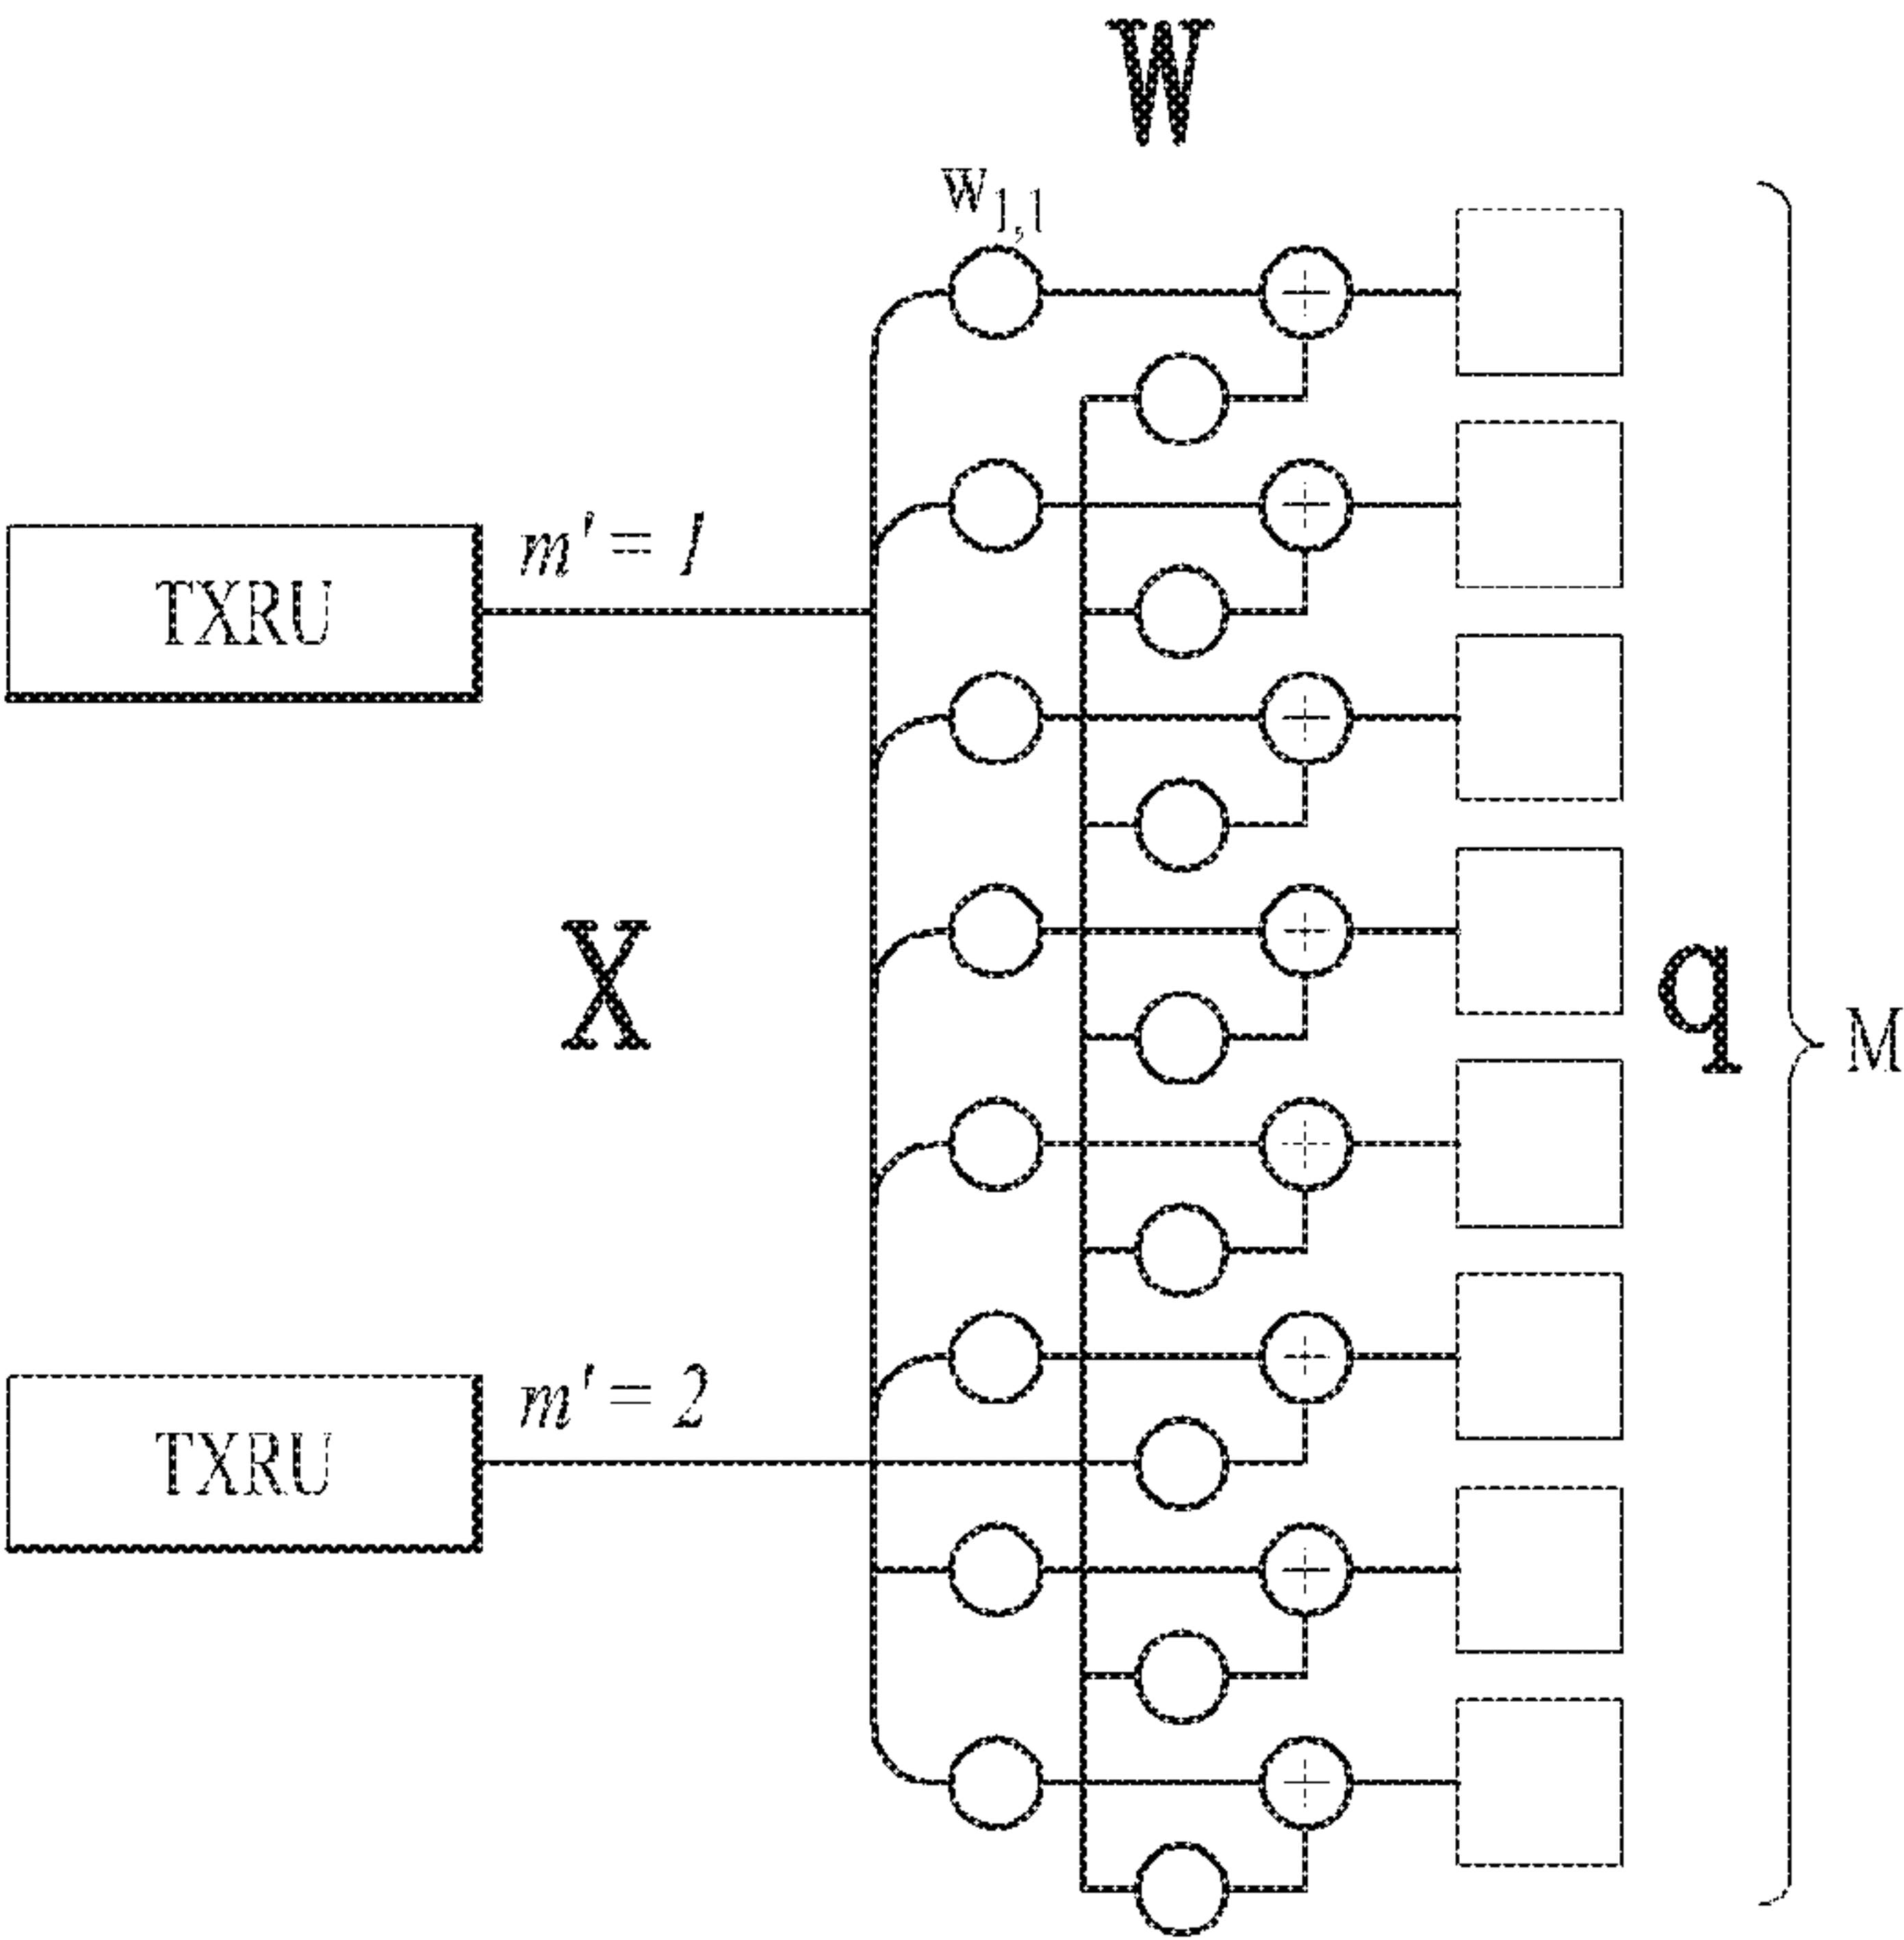 W
w1,1
m' = 1
TXRU
X
q
M
m' = 2
TXRU